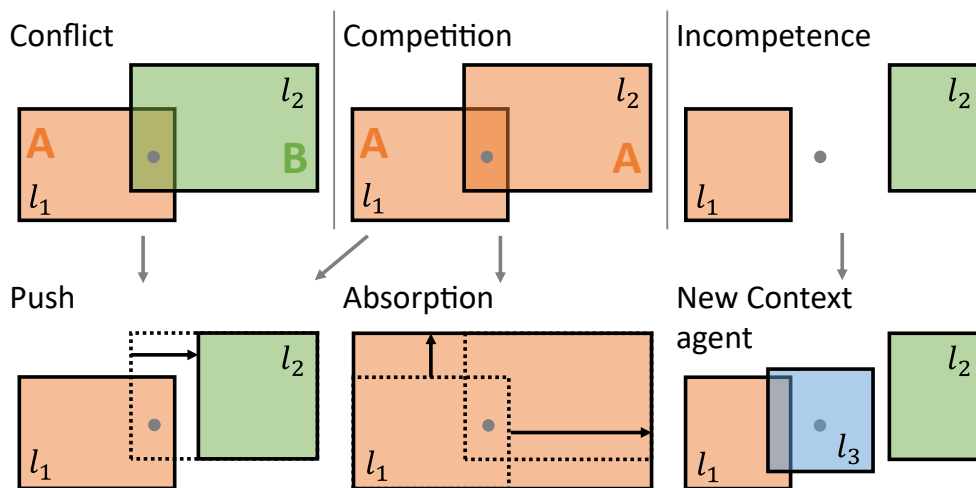 Conflict
Competition
Incompetence
l₂
A
B
l₁
l₂
A
A
l₁
l₂
l₁
Push
Absorption
New Context
agent
l₂
l₁
l₁
l₂
l₃
l₁